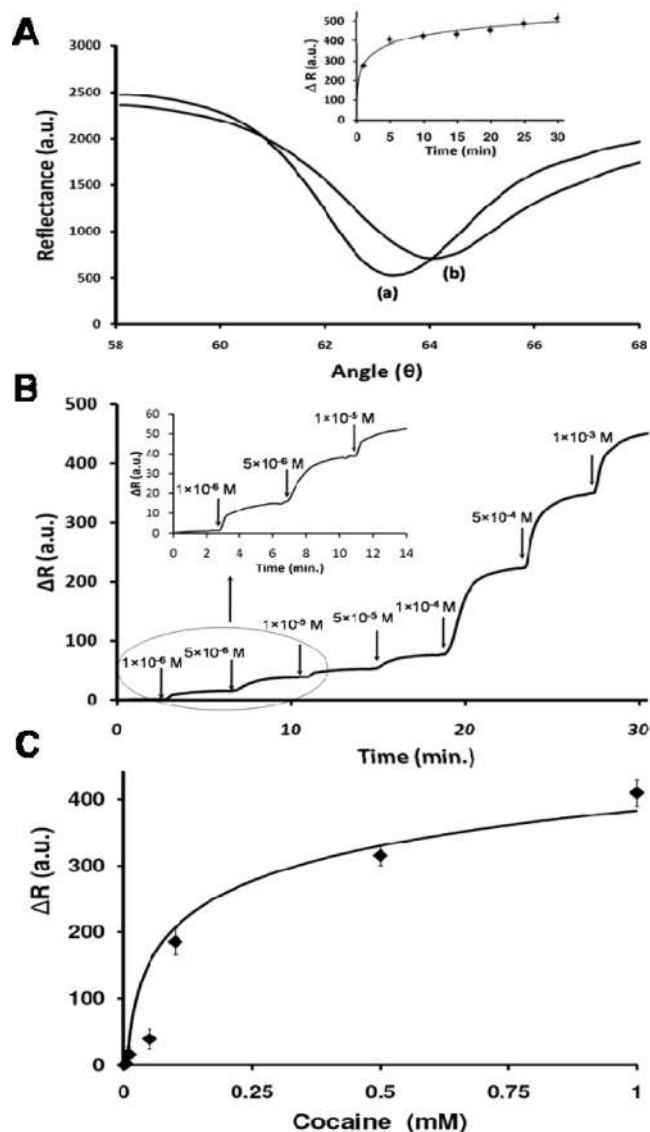 A
Reflectance (a.u.)
2500
2000
1500
1000
500
0
58
60
62
64
66
68
Angle (θ)
(a)
(b)
Δ R (a.u.)
500
400
300
200
100
0
0
5
10
15
20
25
30
Time (min)
B
ΔR (a.u.)
500
400
300
200
100
0
0
10
20
30
Time (min.)
1×10-6 M
5×10-6 M
1×10-5 M
5×10-5 M
1×10-4 M
5×10-4 M
1×10-3 M
ΔR (a.u.)
60
50
40
30
20
10
0
0
2
4
6
8
10
12
14
Time (min.)
1×10-6 M
5×10-6 M
1×10-5 M
C
ΔR (a.u.)
400
300
200
100
0
0
0.25
0.5
0.75
1
Cocaine (mM)